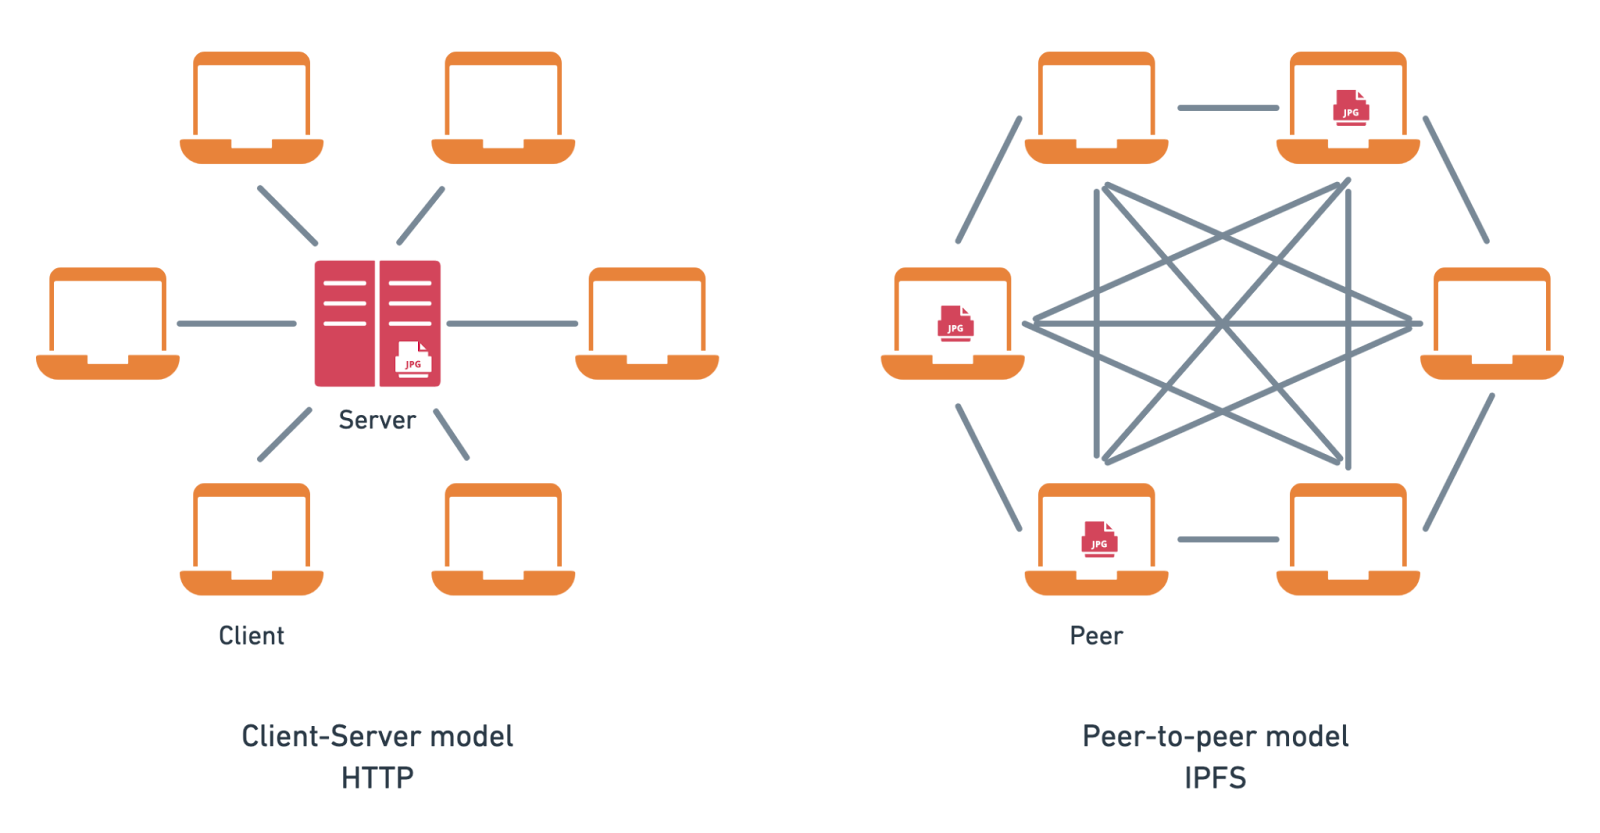 JPG
JPG
JPG
Server
JPG
Client
Peer
Client-Server model
HTTP
Peer-to-peer model
IPFS